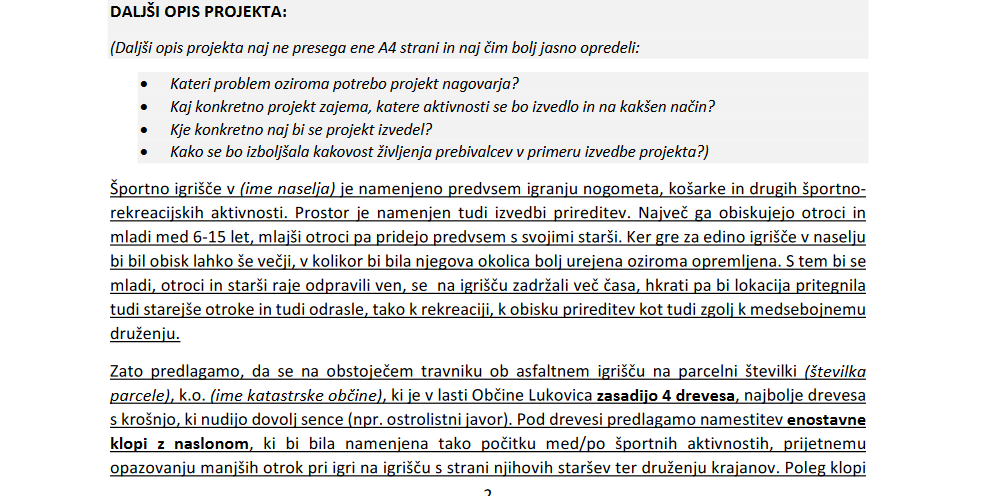 DALJŠI OPIS PROJEKTA:
(Daljši opis projekta naj ne presega ene A4 strani in naj čim bolj jasno opredeli:
• Kateri problem oziroma potrebo projekt nagovarja?
• Kaj konkretno projekt zajema, katere aktivnosti se bo izvedlo in na kakšen način?
• Kje konkretno naj bi se projekt izvedel?
• Kako se bo izboljšala kakovost življenja prebivalcev v primeru izvedbe projekta?)
Športno igrišče v (ime naselja) je namenjeno predvsem igranju nogometa, košarke in drugih športno-
rekreacijskih aktivnosti. Prostor je namenjen tudi izvedbi prireditev. Največ ga obiskujejo otroci in
mladi med 6-15 let, mlajši otroci pa pridejo predvsem s svojimi starši. Ker gre za edino igrišče v naselju
bi bil obisk lahko še večji, v kolikor bi bila njegova okolica bolj urejena oziroma opremljena. S tem bi se
mladi, otroci in starši raje odpravili ven, se  na igrišču zadržali več časa, hkrati pa bi lokacija pritegnila
tudi starejše otroke in tudi odrasle, tako k rekreaciji, k obisku prireditev kot tudi zgolj k medsebojnemu
druženju.
Zato predlagamo, da se na obstoječem travniku ob asfaltnem igrišču na parcelni številki (številka
parcele), k.o. (ime katastrske občine), ki je v lasti Občine Lukovica zasadijo 4 drevesa, najbolje drevesa
s krošnjo, ki nudijo dovolj sence (npr. ostrolistni javor). Pod drevesi predlagamo namestitev enostavne
klopi z naslonom, ki bi bila namenjena tako počitku med/po športnih aktivnostih, prijetnemu
opazovanju manjših otrok pri igri na igrišču s strani njihovih staršev ter druženju krajanov. Poleg klopi
2